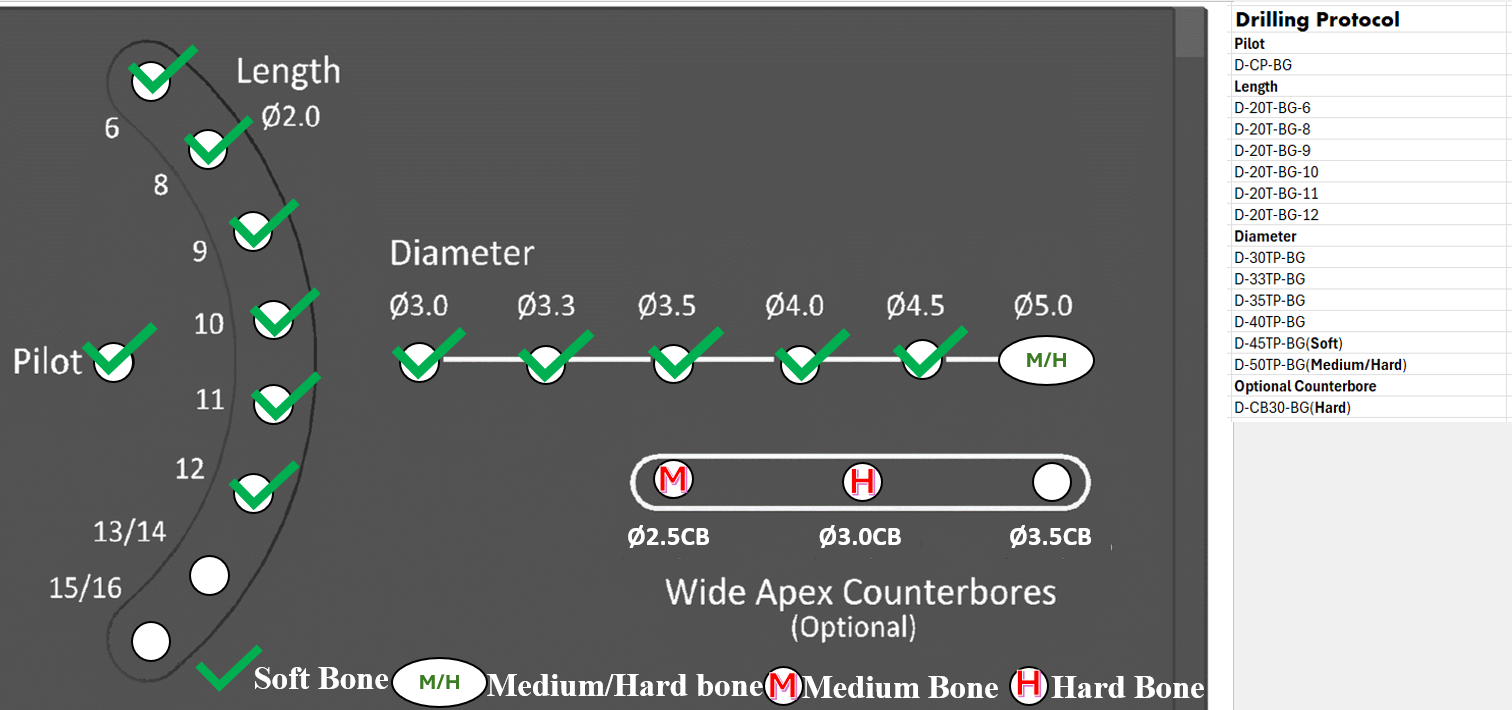 Length
Ø2.0
6
8
9
10
11
12
13/14
15/16
Pilot
Diameter
Ø3.0 Ø3.3 Ø3.5 Ø4.0 Ø4.5 Ø5.0
M/H
M H
Ø2.5CB Ø3.0CB Ø3.5CB
Wide Apex Counterbores
(Optional)
Soft Bone M/H Medium/Hard bone M Medium Bone H Hard Bone
Drilling Protocol
Pilot
D-CP-BG
Length
D-20T-BG-6
D-20T-BG-8
D-20T-BG-9
D-20T-BG-10
D-20T-BG-11
D-20T-BG-12
Diameter
D-30TP-BG
D-33TP-BG
D-35TP-BG
D-40TP-BG
D-45TP-BG(Soft)
D-50TP-BG(Medium/Hard)
Optional Counterbore
D-CB30-BG(Hard)